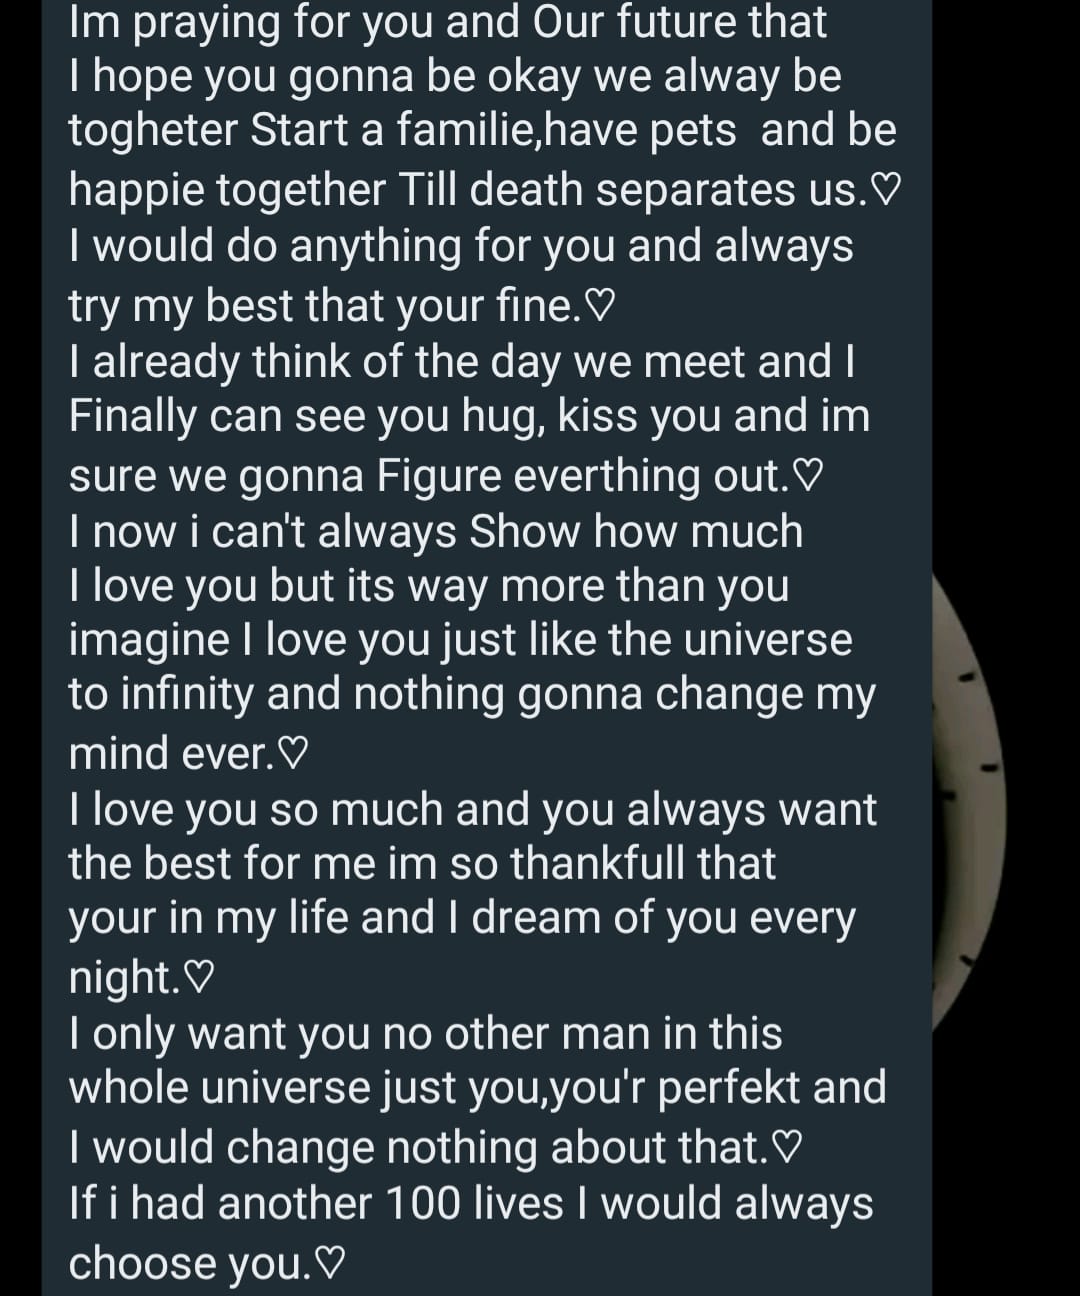 Im praying for you and Our future that
I hope you gonna be okay we alway be
togheter Start a familie,have pets  and be
happie together Till death separates us.♡
I would do anything for you and always
try my best that your fine.♡
I already think of the day we meet and I
Finally can see you hug, kiss you and im
sure we gonna Figure everthing out.♡
I now i can't always Show how much
I love you but its way more than you
imagine I love you just like the universe
to infinity and nothing gonna change my
mind ever.♡
I love you so much and you always want
the best for me im so thankfull that
your in my life and I dream of you every
night.♡
I only want you no other man in this
whole universe just you,you'r perfekt and
I would change nothing about that.♡
If i had another 100 lives I would always
choose you.♡